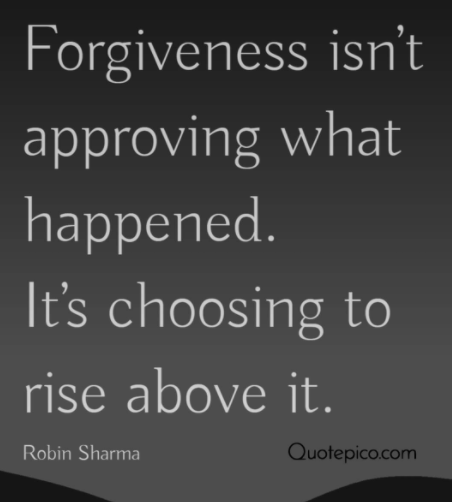 Forgiveness isn’t
approving what
happened.
It’s choosing to
rise above it.
Robin Sharma
Quotepico.com